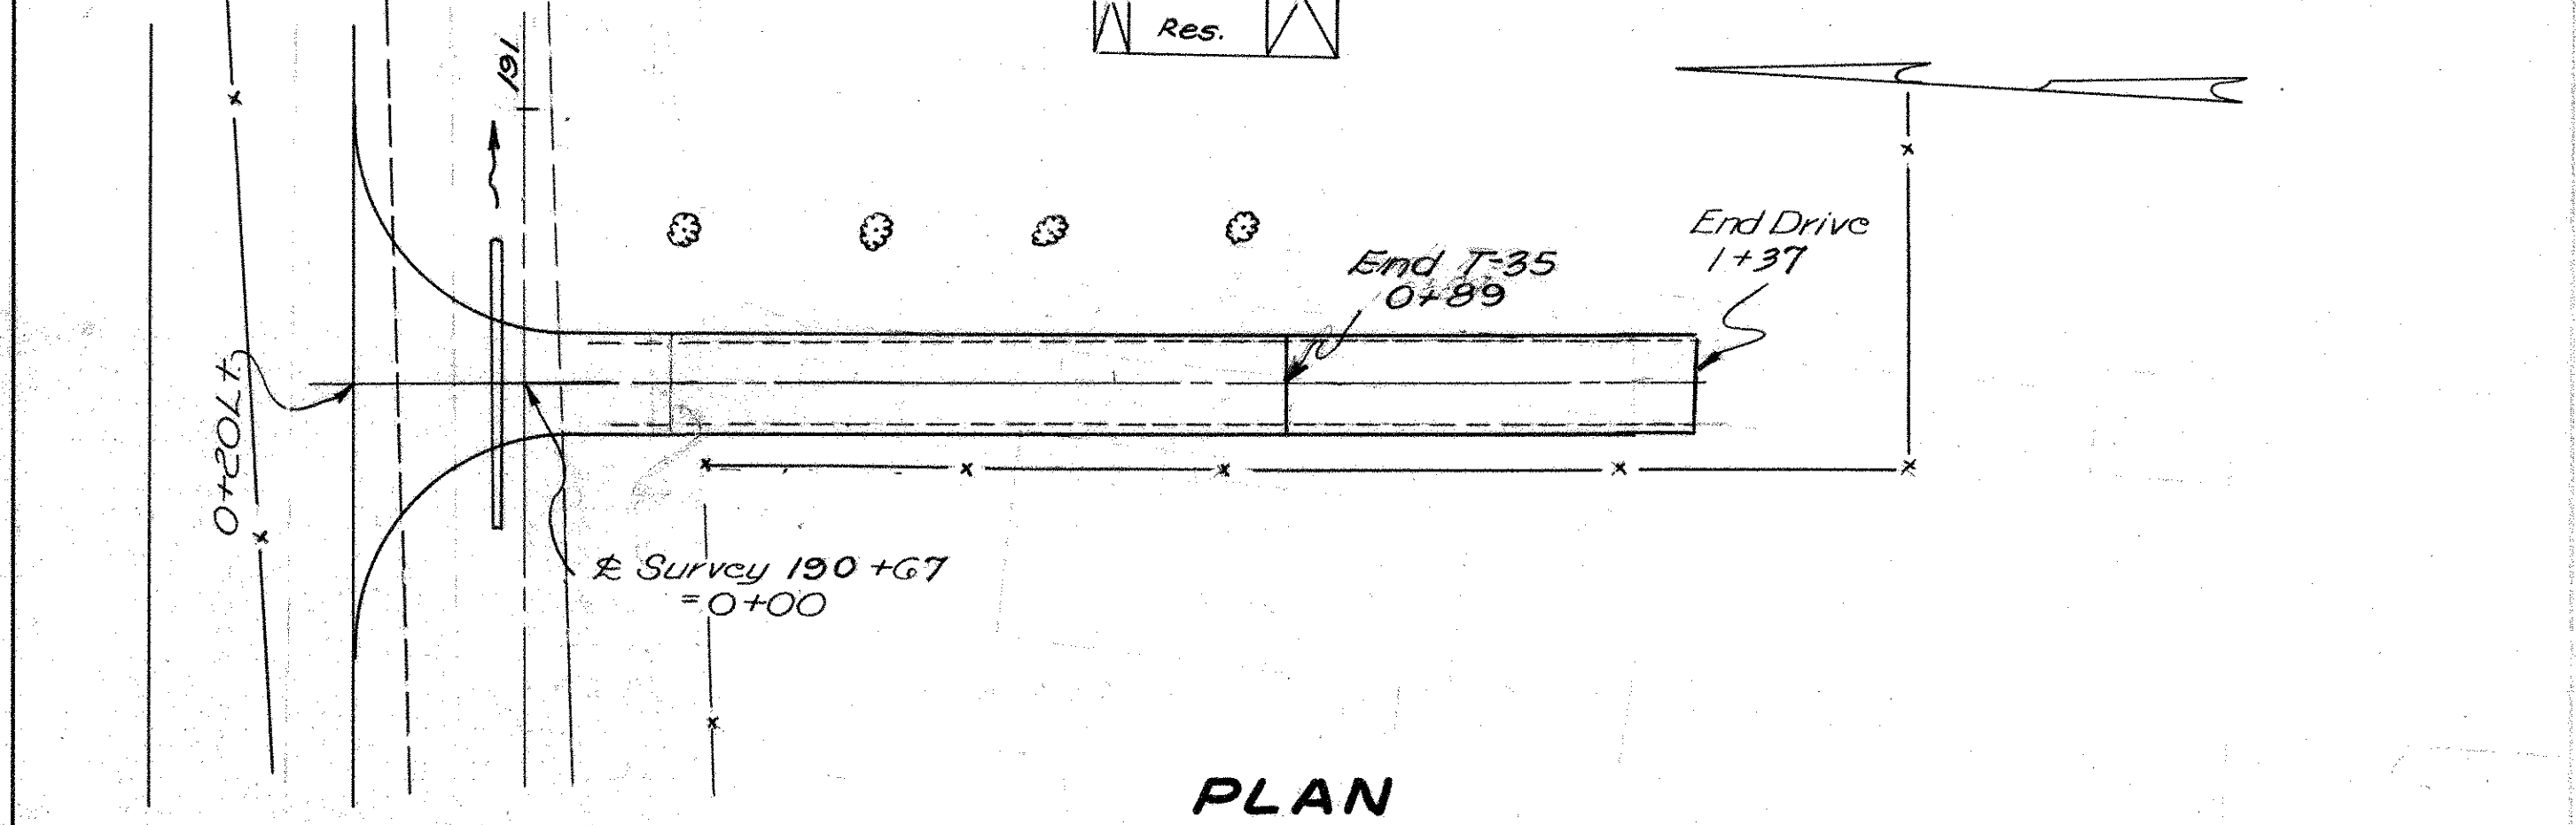 Res.
191
End Drive
1+37
End T-35
0+89
0+20Lt.
℄ Survey 190+67
=0+00
PLAN